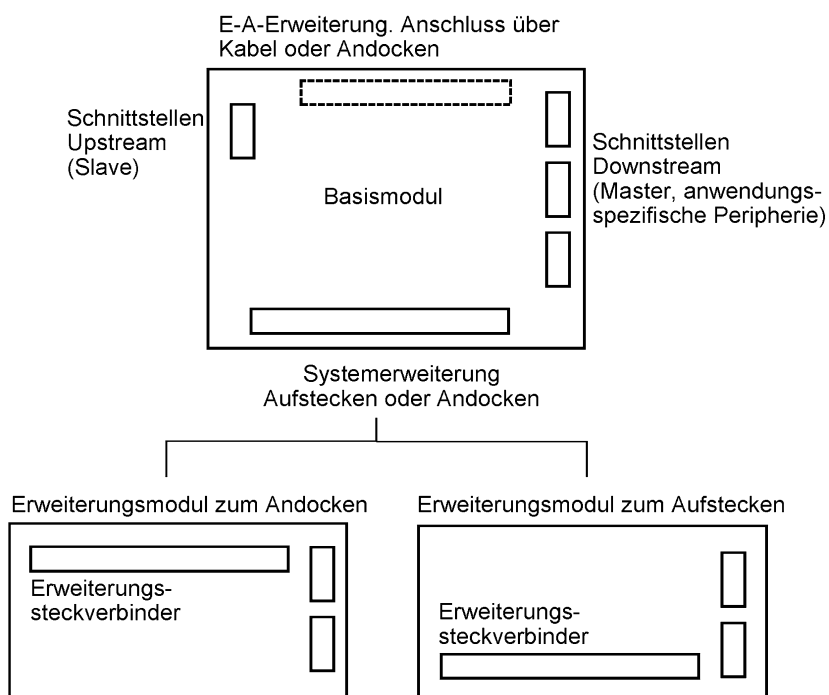 E-A-Erweiterung. Anschluss über
Kabel oder Andocken
Schnittstellen
Upstream
(Slave)
Schnittstellen
Downstream
(Master, anwendungs-
spezifische Peripherie)
Basismodul
Systemerweiterung
Aufstecken oder Andocken
Erweiterungsmodul zum Andocken
Erweiterungs-
steckverbinder
Erweiterungsmodul zum Aufstecken
Erweiterungs-
steckverbinder